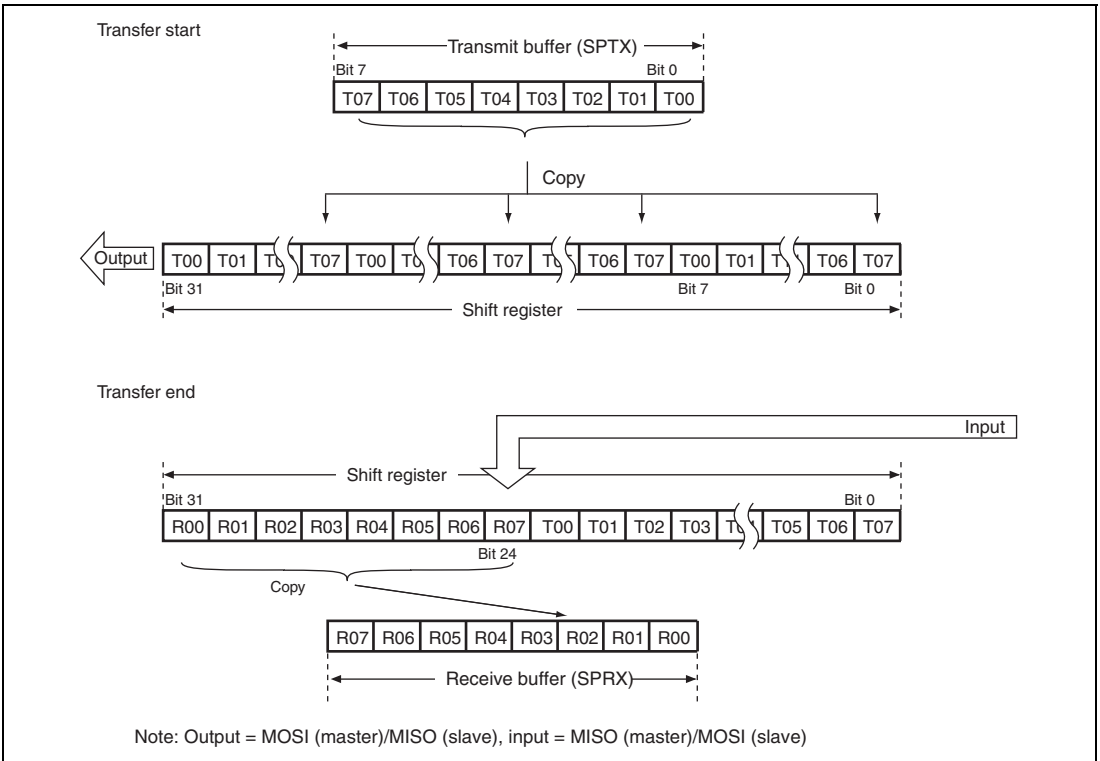 Transfer start
Transmit buffer (SPTX)
Bit 7 Bit 0
T07 T06 T05 T04 T03 T02 T01 T00
Copy
Output T00 T01 T07 T00 T06 T07 T06 T07 T00 T01 T06 T07
Bit 31 Bit 7 Bit 0
Shift register
Transfer end
Input
Shift register
Bit 31 Bit 0
R00 R01 R02 R03 R04 R05 R06 R07 T00 T01 T02 T03 T05 T06 T07
Bit 24
Copy
R07 R06 R05 R04 R03 R02 R01 R00
Receive buffer (SPRX)
Note: Output = MOSI (master)/MISO (slave), input = MISO (master)/MOSI (slave)